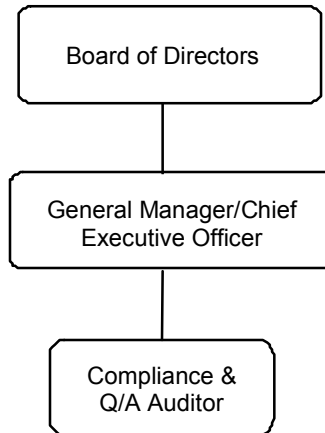 Board of Directors
General Manager/Chief
Executive Officer
Compliance &
Q/A Auditor